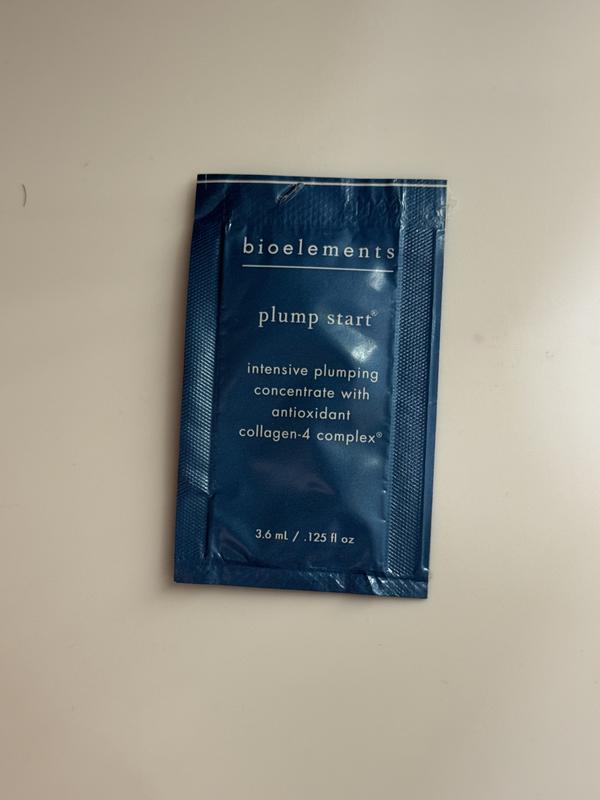 bioelements
plump start®
intensive plumping
concentrate with
antioxidant
collagen-4 complex®
3.6 mL / .125 fl oz